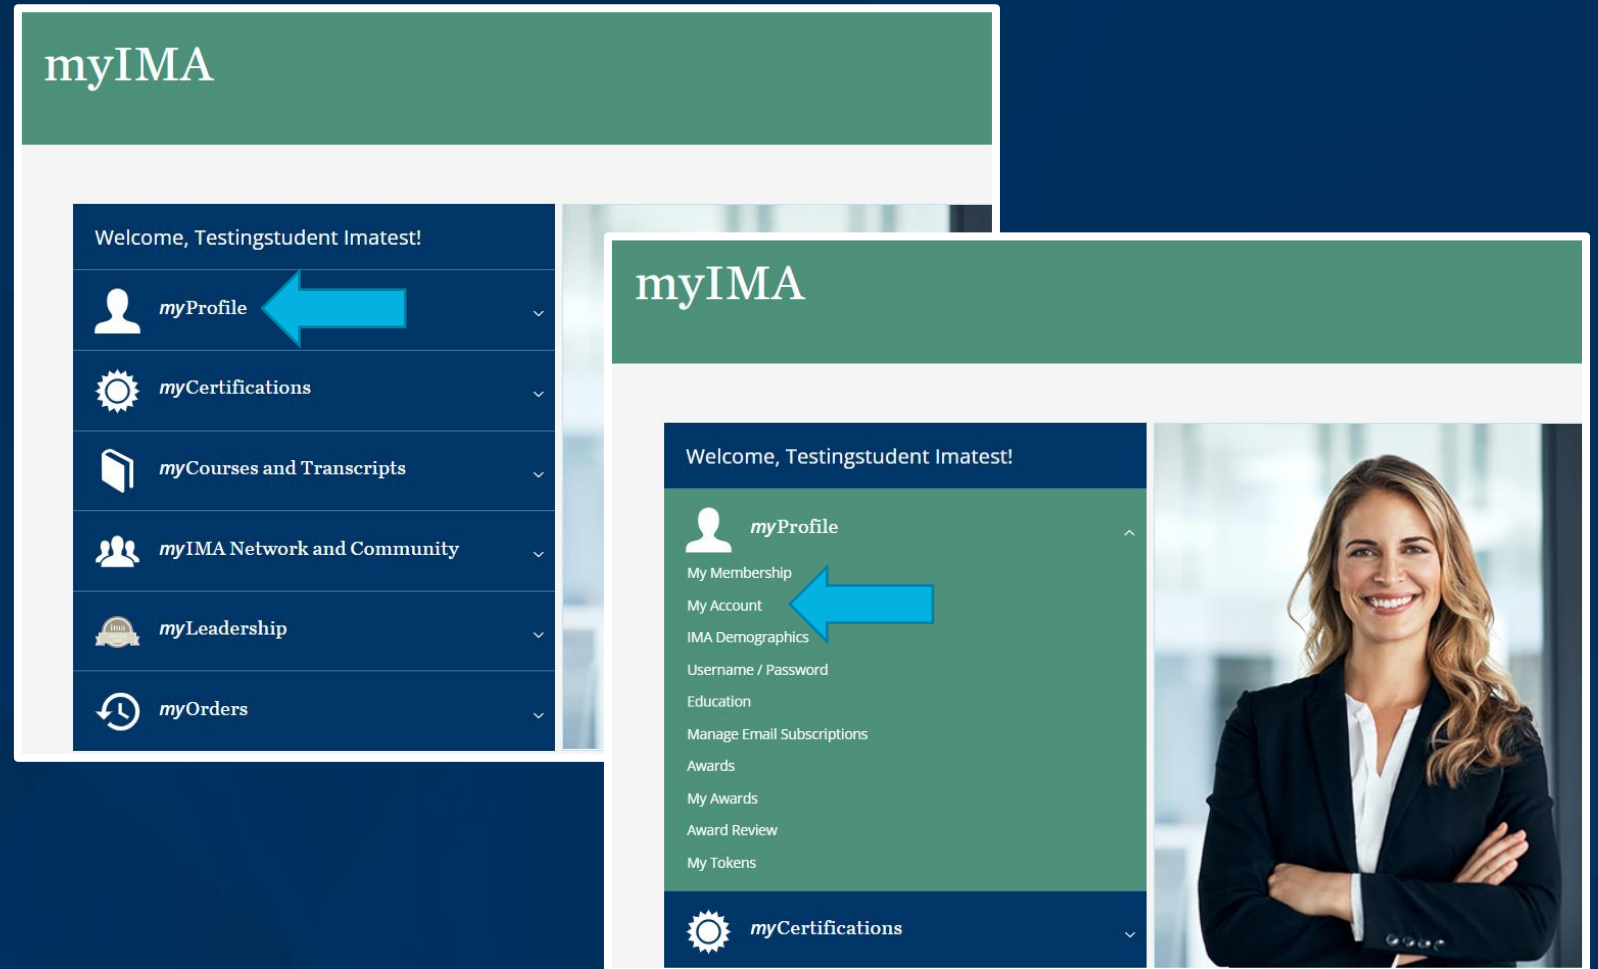 myIMA
Welcome, Testingstudent Imatest!
myProfile
myCertifications
myCourses and Transcripts
myIMA Network and Community
ima
myLeadership
myOrders
myIMA
Welcome, Testingstudent Imatest!
myProfile
My Membership
My Account
IMA Demographics
Username / Password
Education
Manage Email Subscriptions
Awards
My Awards
Award Review
My Tokens
myCertifications